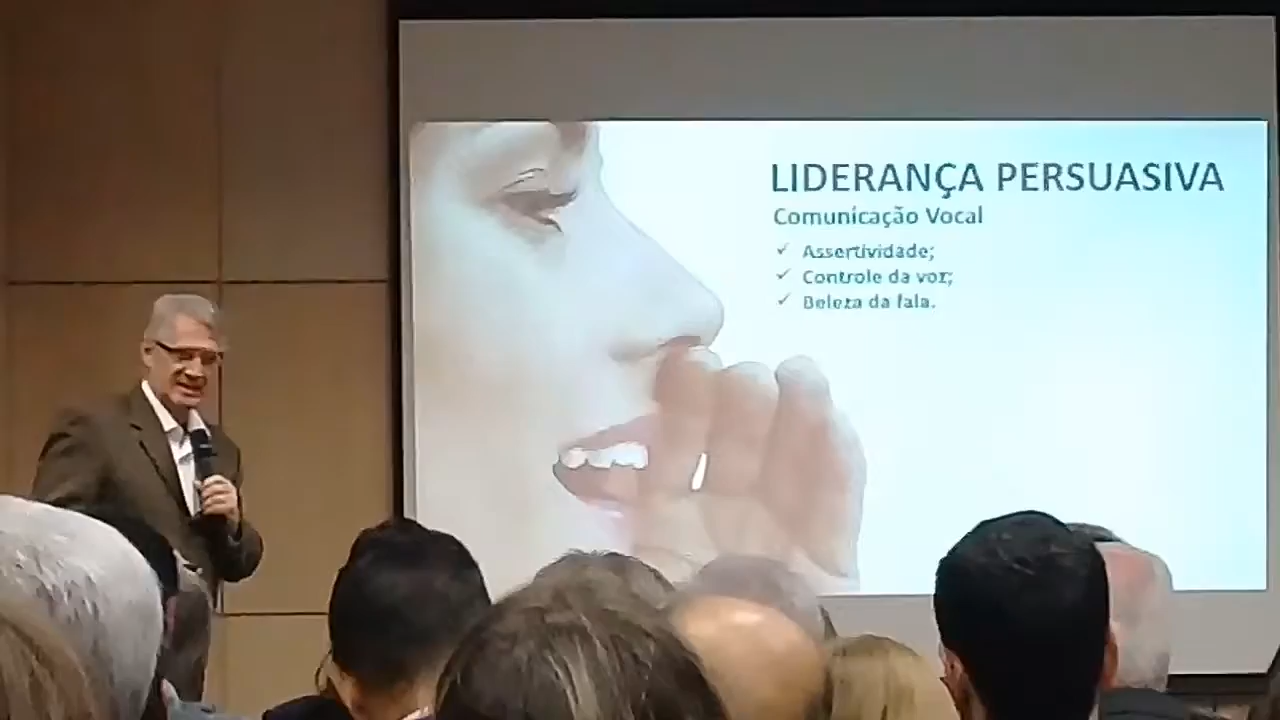 LIDERANÇA PERSUASIVA
Comunicação Vocal
✓ Assertividade;
✓ Controle da voz;
✓ Beleza da fala.